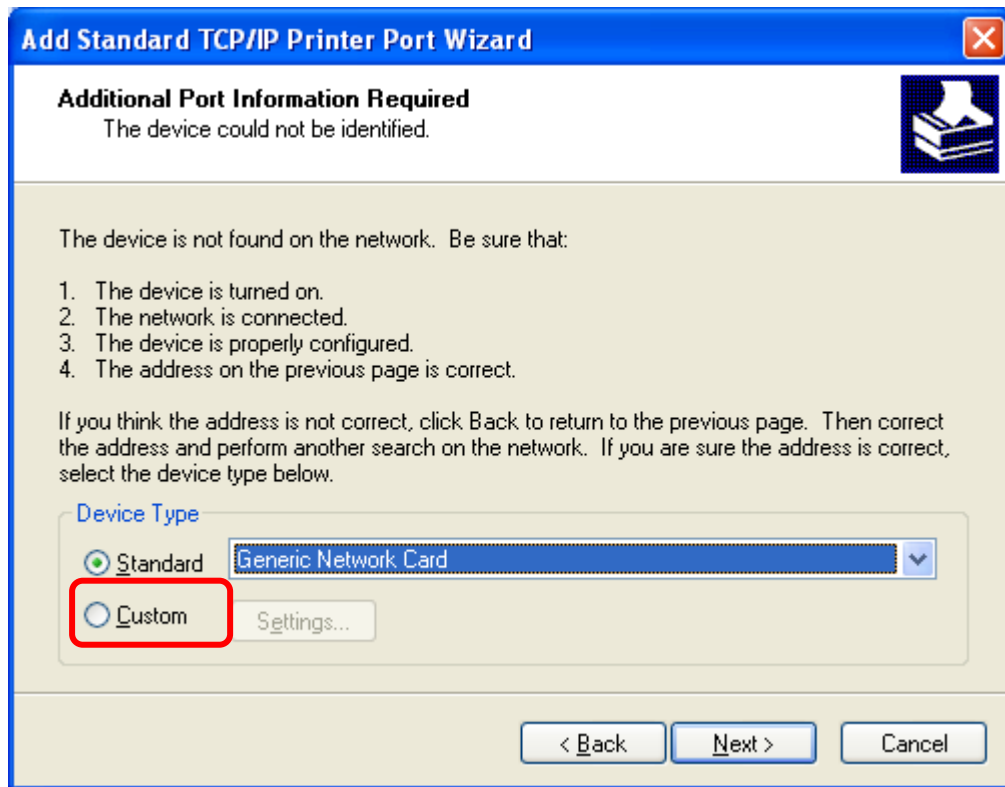 Add Standard TCP/IP Printer Port Wizard
Additional Port Information Required
The device could not be identified.
The device is not found on the network.  Be sure that:
1.  The device is turned on.
2.  The network is connected.
3.  The device is properly configured.
4.  The address on the previous page is correct.
If you think the address is not correct, click Back to return to the previous page.  Then correct
the address and perform another search on the network.  If you are sure the address is correct,
select the device type below.
Device Type
Standard Generic Network Card
Custom Settings...
< Back Next > Cancel